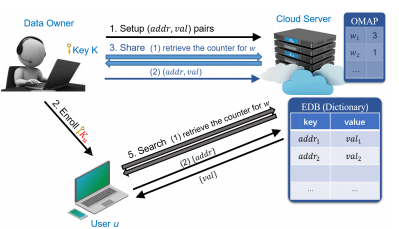 Data Owner
Key K
1. Setup (addr, val) pairs
3. Share (1) retrieve the counter for w
(2) (addr, val)
Cloud Server
OMAP
w₁ 3
w₂ 1
...
2. Enroll
Kᵤ
5. Search (1) retrieve the counter for w
(2) {addr}
{val}
User u
EDB (Dictionary)
key value
addr₁ val₁
addr₂ val₂
... ...